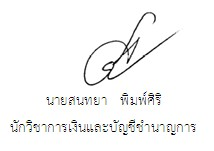 นายสนทยา พิมพ์ศิริ
นักวิชาการเงินและบัญชีชำนาญการ